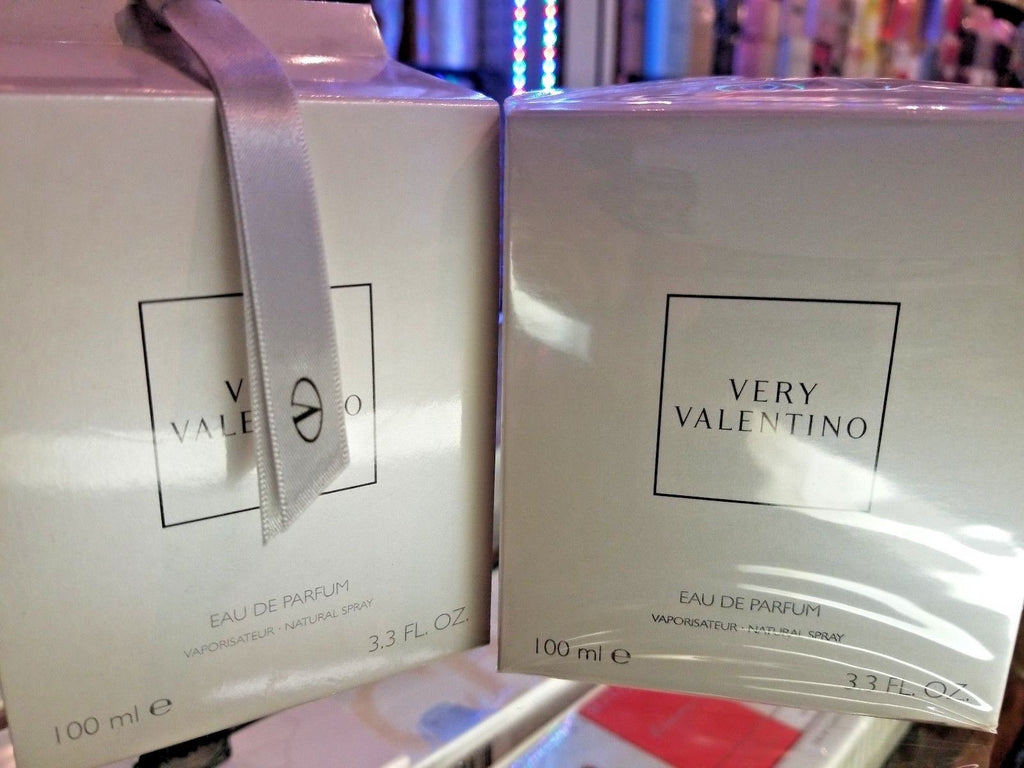 V
VALE O
V
EAU DE PARFUM
VAPORISATEUR · NATURAL SPRAY
3.3 FL. OZ.
100 ml e
VERY
VALENTINO
EAU DE PARFUM
VAPORISATEUR · NATURAL SPRAY
100 ml e
3.3 FL. OZ.